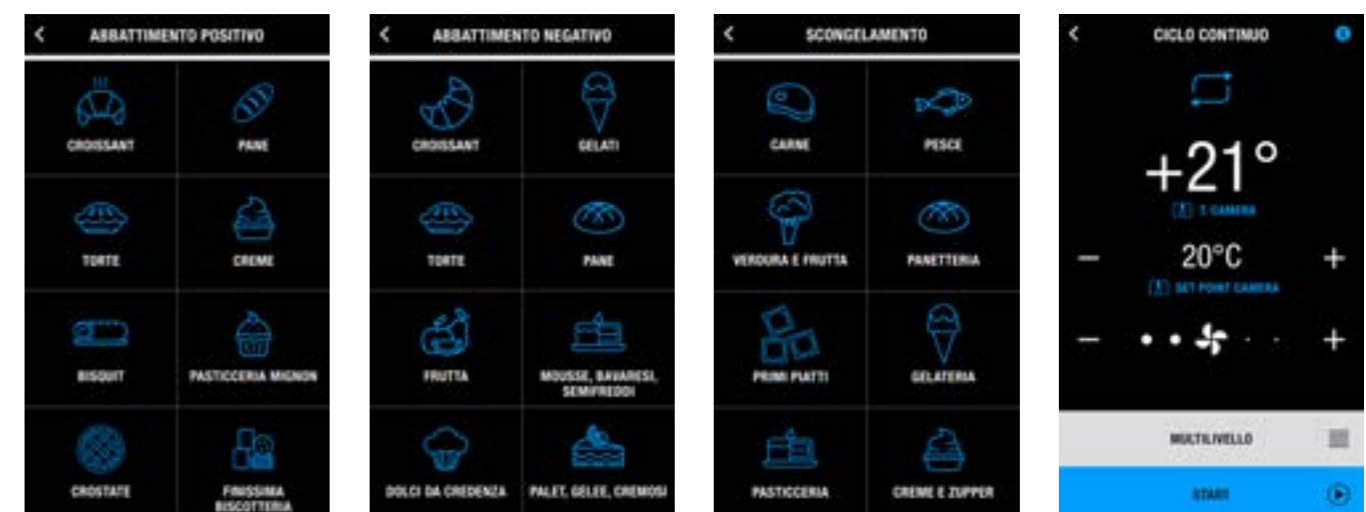 ABBATTIMENTO POSITIVO
CROISSANT
PANE
TORTE
CREME
BISQUIT
PASTICCERIA MIGNON
CROSTATE
FINISSIMA
BISCOTTERIA
ABBATTIMENTO NEGATIVO
CROISSANT
GELATI
TORTE
PANE
FRUTTA
MOUSSE, BAVARESI,
SEMIFREDDI
DOLCI DA CREDENZA
PALET, GELEE, CREMOSI
SCONGELAMENTO
CARNE
PESCE
VERDURA E FRUTTA
PANETTERIA
PRIMI PIATTI
GELATERIA
PASTICCERIA
CREME E ZUPPER
CICLO CONTINUO
+21°
T. CAMERA
− 20°C +
SET POINT CAMERA
− +
MULTILIVELLO
START